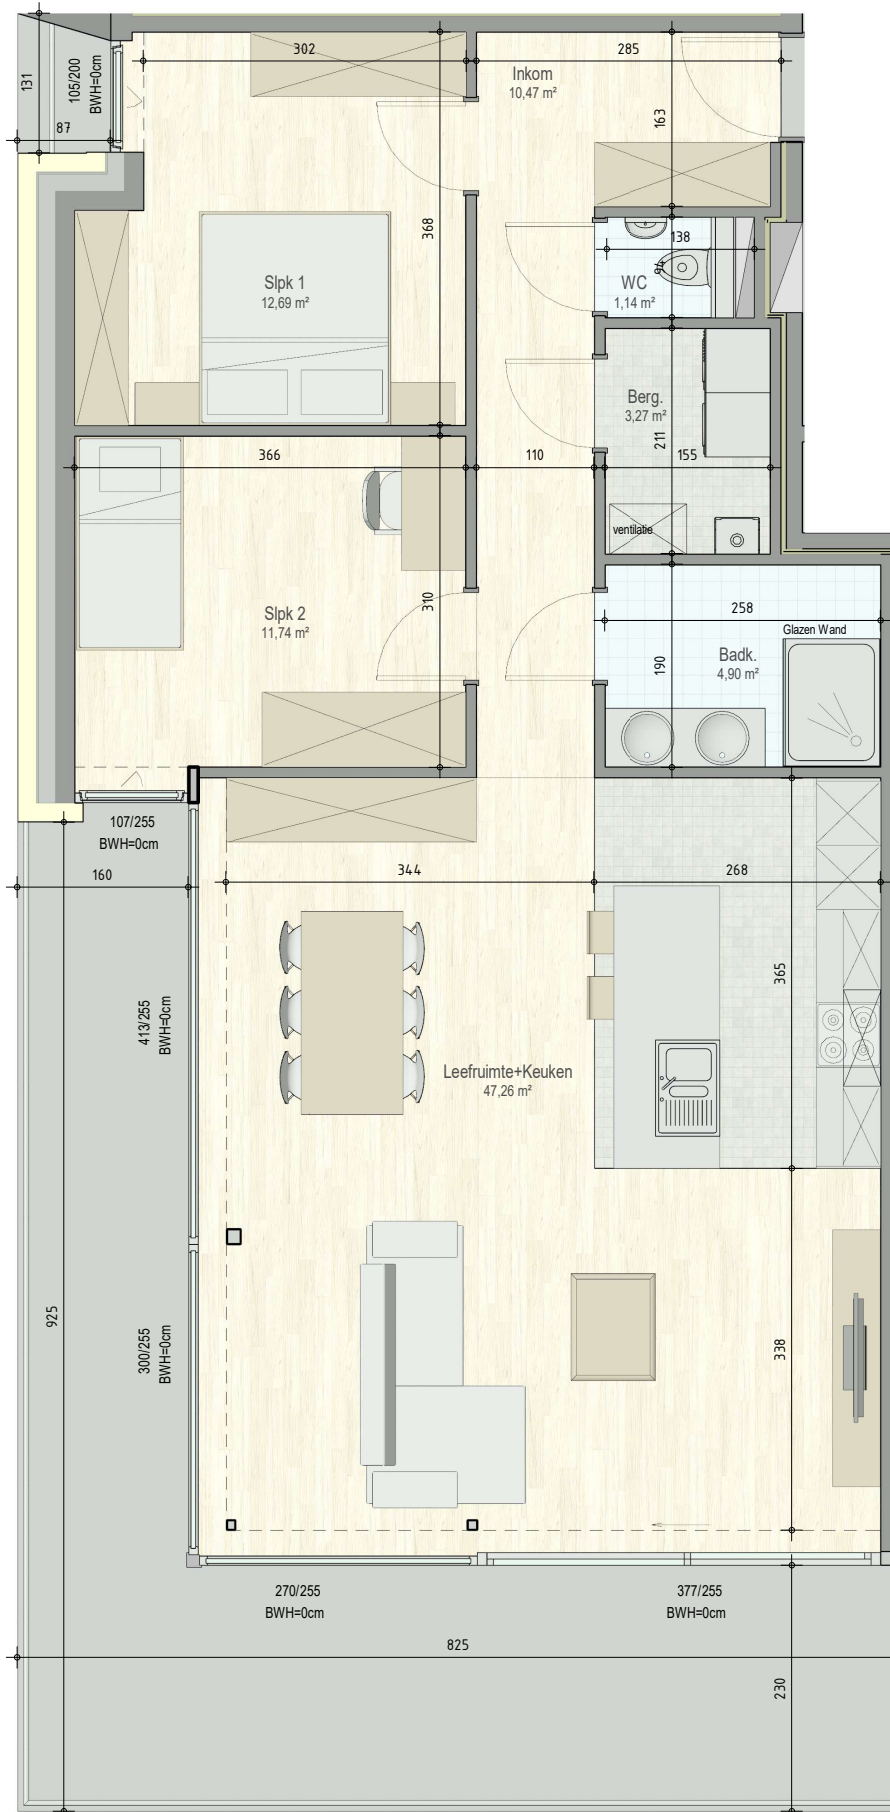 302
285
Inkom
10,47 m²
131
105/200
BWH=0cm
87
163
368
138
94
WC
1,14 m²
Slpk 1
12,69 m²
Berg.
3,27 m²
211
155
366
110
ventilatie
310
Slpk 2
11,74 m²
258
Glazen Wand
190
Badk.
4,90 m²
107/255
BWH=0cm
160
344
268
365
413/255
BWH=0cm
Leefruimte+Keuken
47,26 m²
925
300/255
BWH=0cm
338
270/255
BWH=0cm
377/255
BWH=0cm
825
230